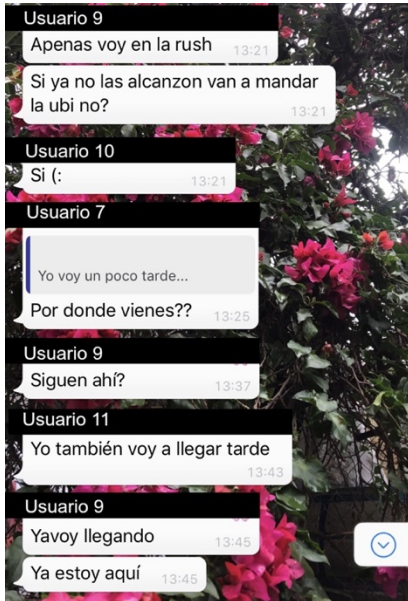 Usuario 9
Apenas voy en la rush 13:21
Si ya no las alcanzon van a mandar
la ubi no?
13:21
Usuario 10
Si (: 13:21
Usuario 7
Yo voy un poco tarde...
Por donde vienes?? 13:25
Usuario 9
Siguen ahí? 13:37
Usuario 11
Yo también voy a llegar tarde
13:43
Usuario 9
Yavoy llegando 13:45
Ya estoy aquí 13:45